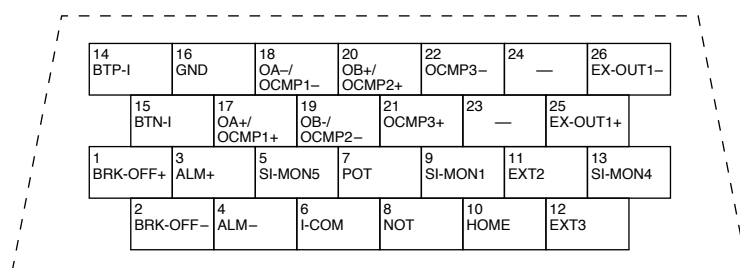 14 16 18 20 22 24 26
BTP-I GND OA–/ OB+/ OCMP3– — EX-OUT1–
OCMP1– OCMP2+
15 17 19 21 23 25
BTN-I OA+/ OB-/ OCMP3+ — EX-OUT1+
OCMP1+ OCMP2–
1 3 5 7 9 11 13
BRK-OFF+ ALM+ SI-MON5 POT SI-MON1 EXT2 SI-MON4
2 4 6 8 10 12
BRK-OFF– ALM– I-COM NOT HOME EXT3